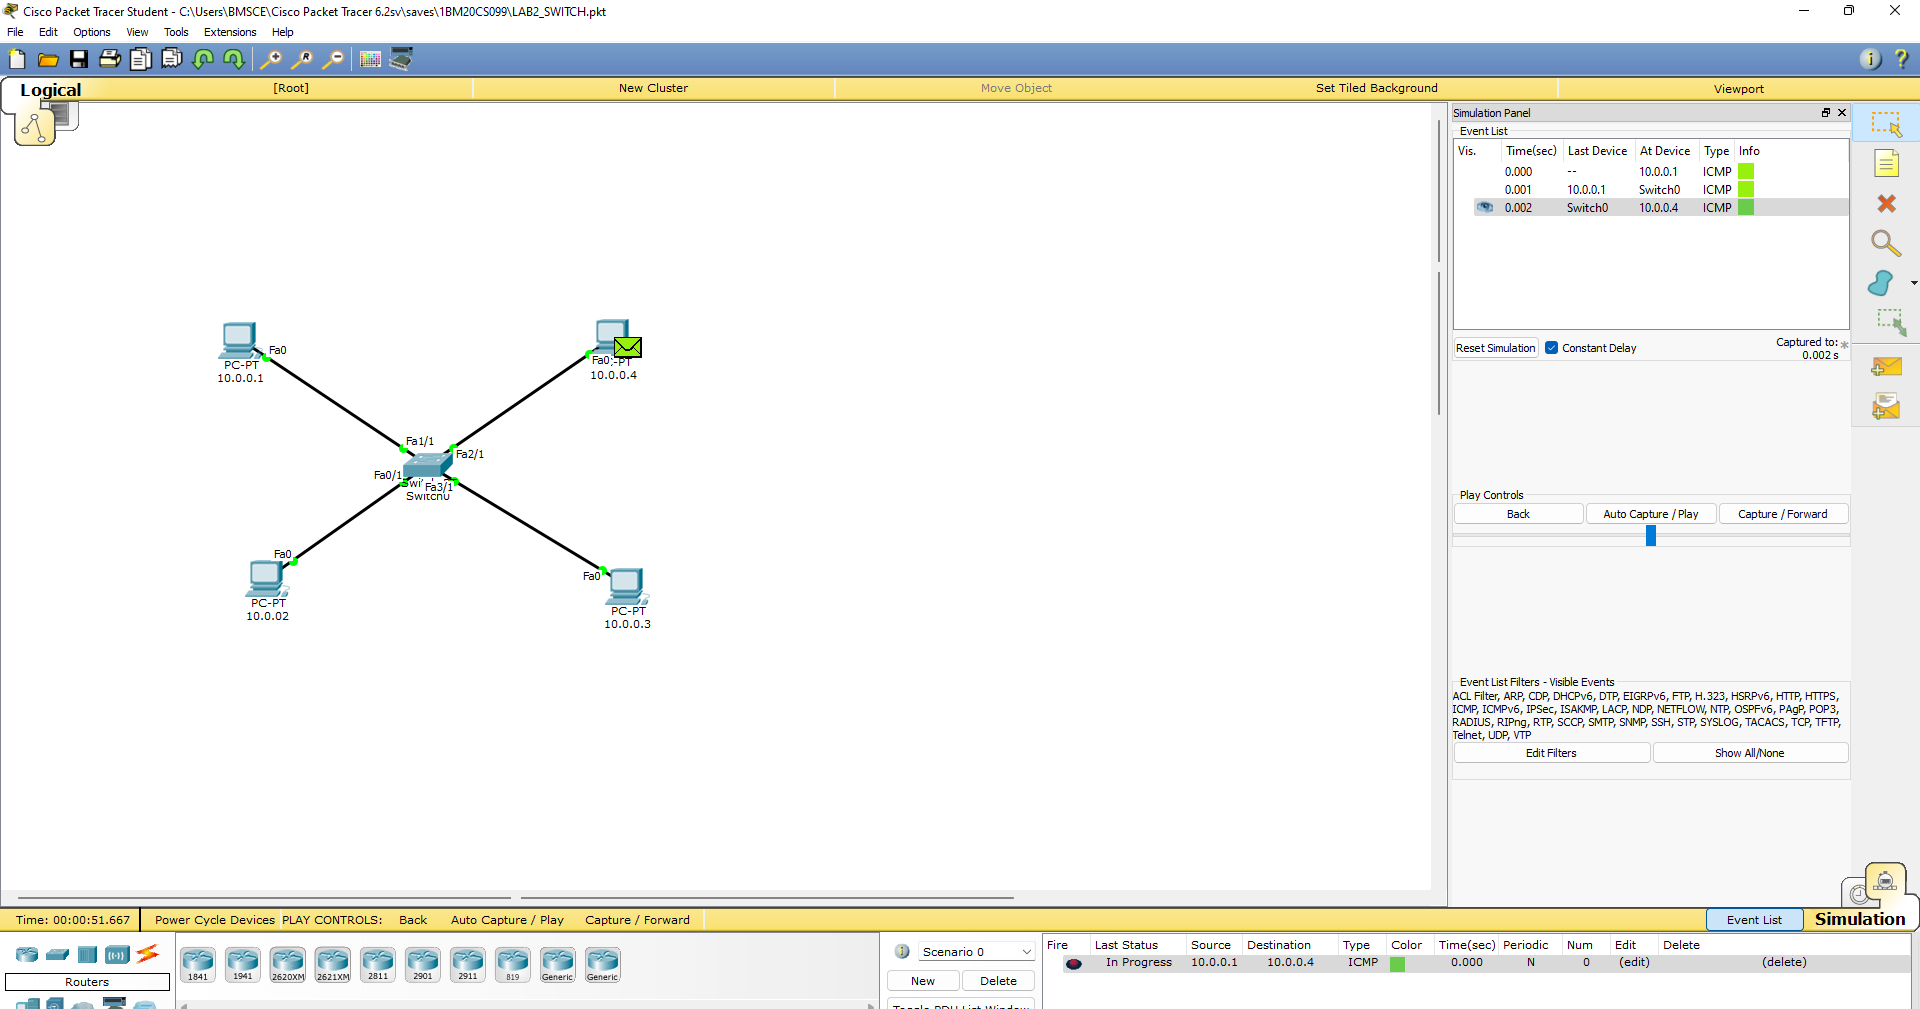 Cisco Packet Tracer Student - C:\Users\BMSCE\Cisco Packet Tracer 6.2sv\saves\1BM20CS099\LAB2_SWITCH.pkt
File Edit Options View Tools Extensions Help
Logical [Root] New Cluster Move Object Set Tiled Background Viewport
Simulation Panel
Event List
Vis. Time(sec) Last Device At Device Type Info
0.000 -- 10.0.0.1 ICMP
0.001 10.0.0.1 Switch0 ICMP
0.002 Switch0 10.0.0.4 ICMP
Reset Simulation Constant Delay Captured to: *
0.002 s
Fa0
PC-PT
10.0.0.1
Fa0
-PT
10.0.0.4
Fa1/1
Fa2/1
Fa0/1
Fa3/1
Switch0
Fa0
PC-PT
10.0.02
Fa0
PC-PT
10.0.0.3
Play Controls
Back Auto Capture / Play Capture / Forward
Event List Filters - Visible Events
ACL Filter, ARP, CDP, DHCPv6, DTP, EIGRPv6, FTP, H.323, HSRPv6, HTTP, HTTPS,
ICMP, ICMPv6, IPSec, ISAKMP, LACP, NDP, NETFLOW, NTP, OSPFv6, PAgP, POP3,
RADIUS, RIPng, RTP, SCCP, SMTP, SNMP, SSH, STP, SYSLOG, TACACS, TCP, TFTP,
Telnet, UDP, VTP
Edit Filters Show All/None
Time: 00:00:51.667 Power Cycle Devices PLAY CONTROLS: Back Auto Capture / Play Capture / Forward Event List Simulation
Routers
1841 1941 2620XM 2621XM 2811 2901 2911 819 Generic Generic
Scenario 0
New Delete
Toggle PDU List Window
Fire Last Status Source Destination Type Color Time(sec) Periodic Num Edit Delete
In Progress 10.0.0.1 10.0.0.4 ICMP 0.000 N 0 (edit) (delete)